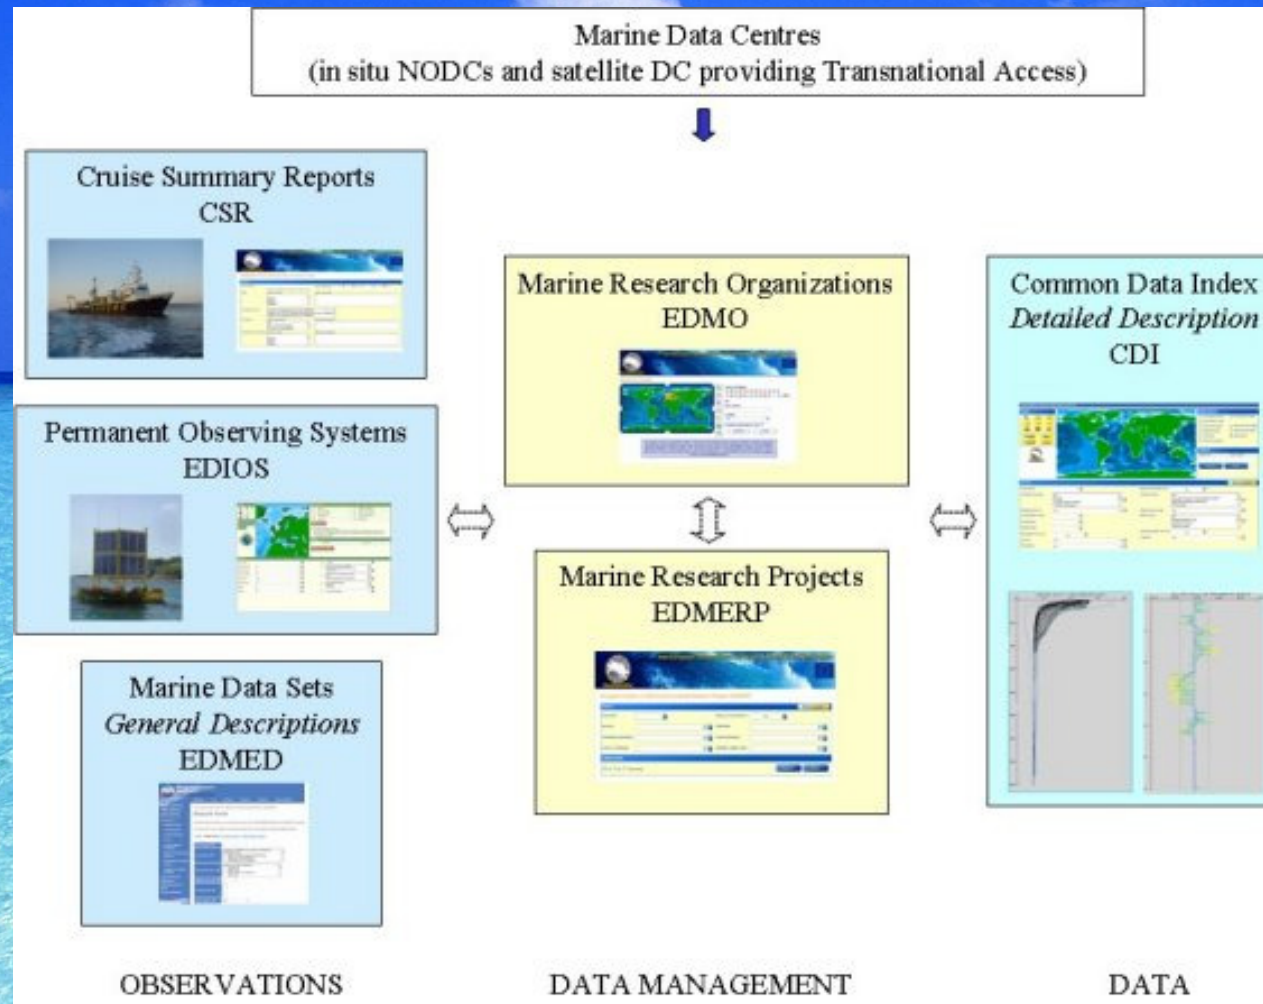 Marine Data Centres
(in situ NODCs and satellite DC providing Transnational Access)
Cruise Summary Reports
CSR
Permanent Observing Systems
EDIOS
Marine Data Sets
General Descriptions
EDMED
OBSERVATIONS
Marine Research Organizations
EDMO
Marine Research Projects
EDMERP
DATA MANAGEMENT
Common Data Index
Detailed Description
CDI
DATA